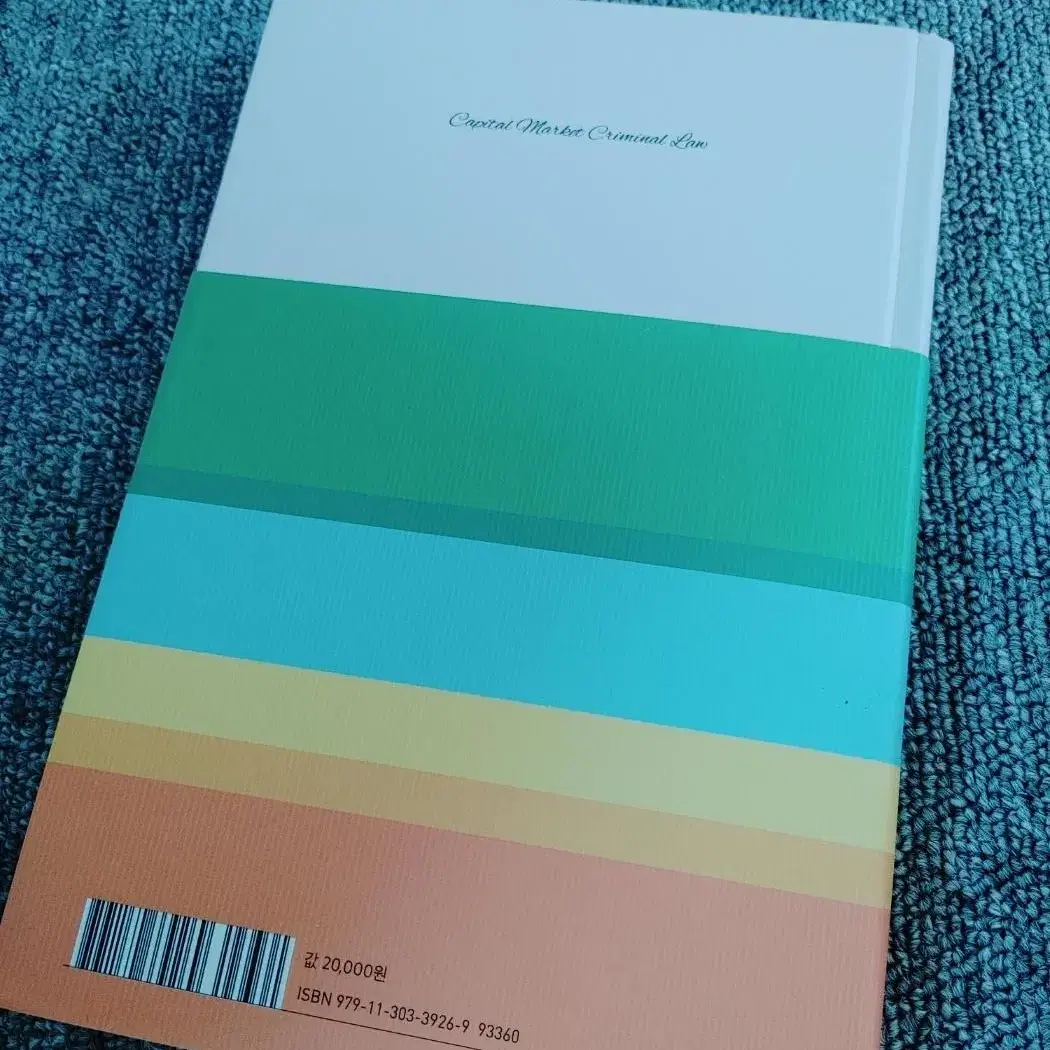 Capital Market Criminal Law
값 20,000원
ISBN 979-11-303-3926-9 93360